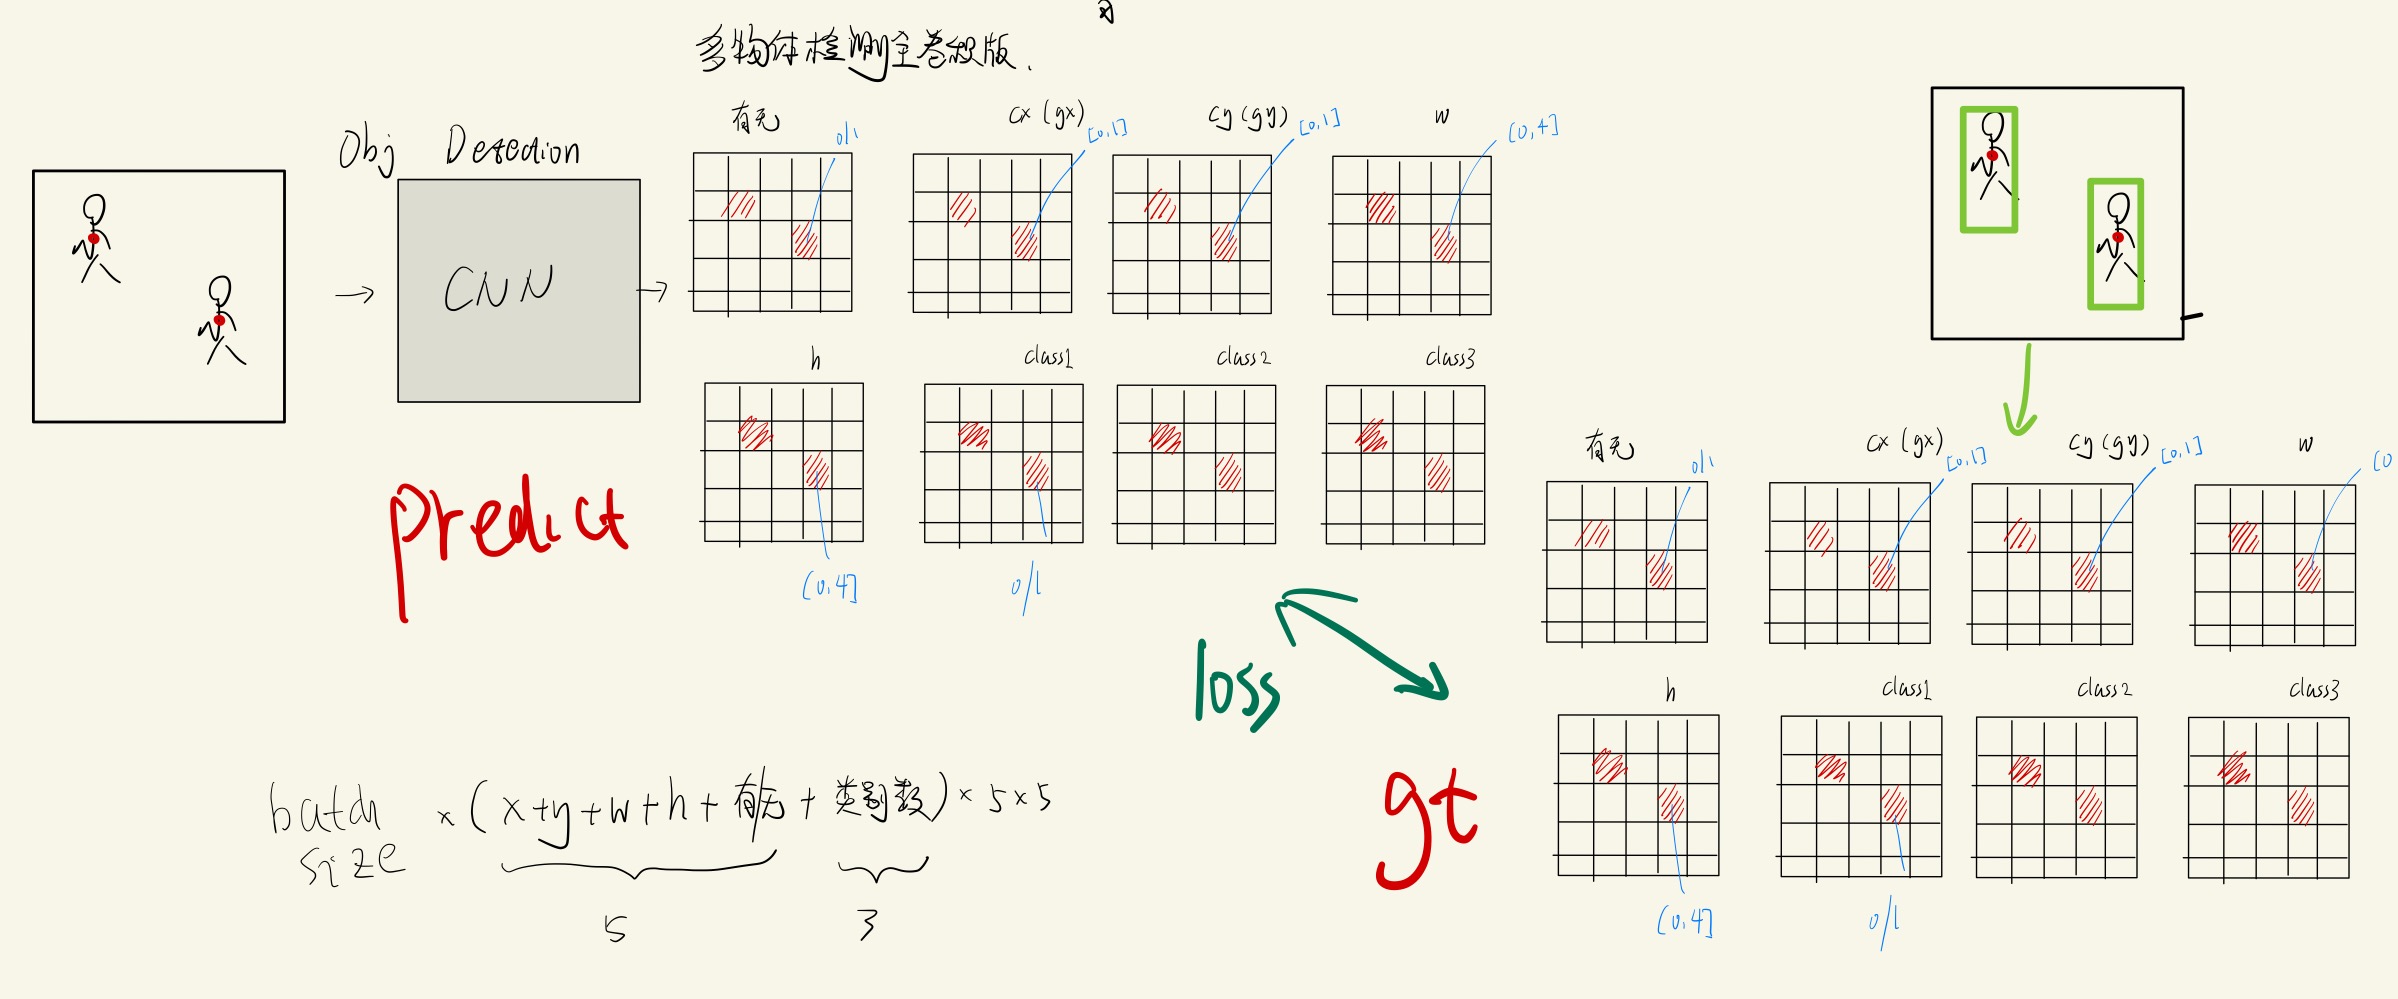 多物体检测全卷积版.
Obj Detection
CNN
有无
0/1
cx (gx)
[0,1]
cy (gy)
[0,1]
w
(0,4]
h
(0,4]
class1
0/1
class2
class3
predict
loss
有无
0/1
cx (gx)
[0,1]
cy (gy)
[0,1]
w
(0
h
(0,4]
class1
0/1
class2
class3
gt
batch size × (x+y+w+h+有/无+类别数) × 5 × 5
5
3